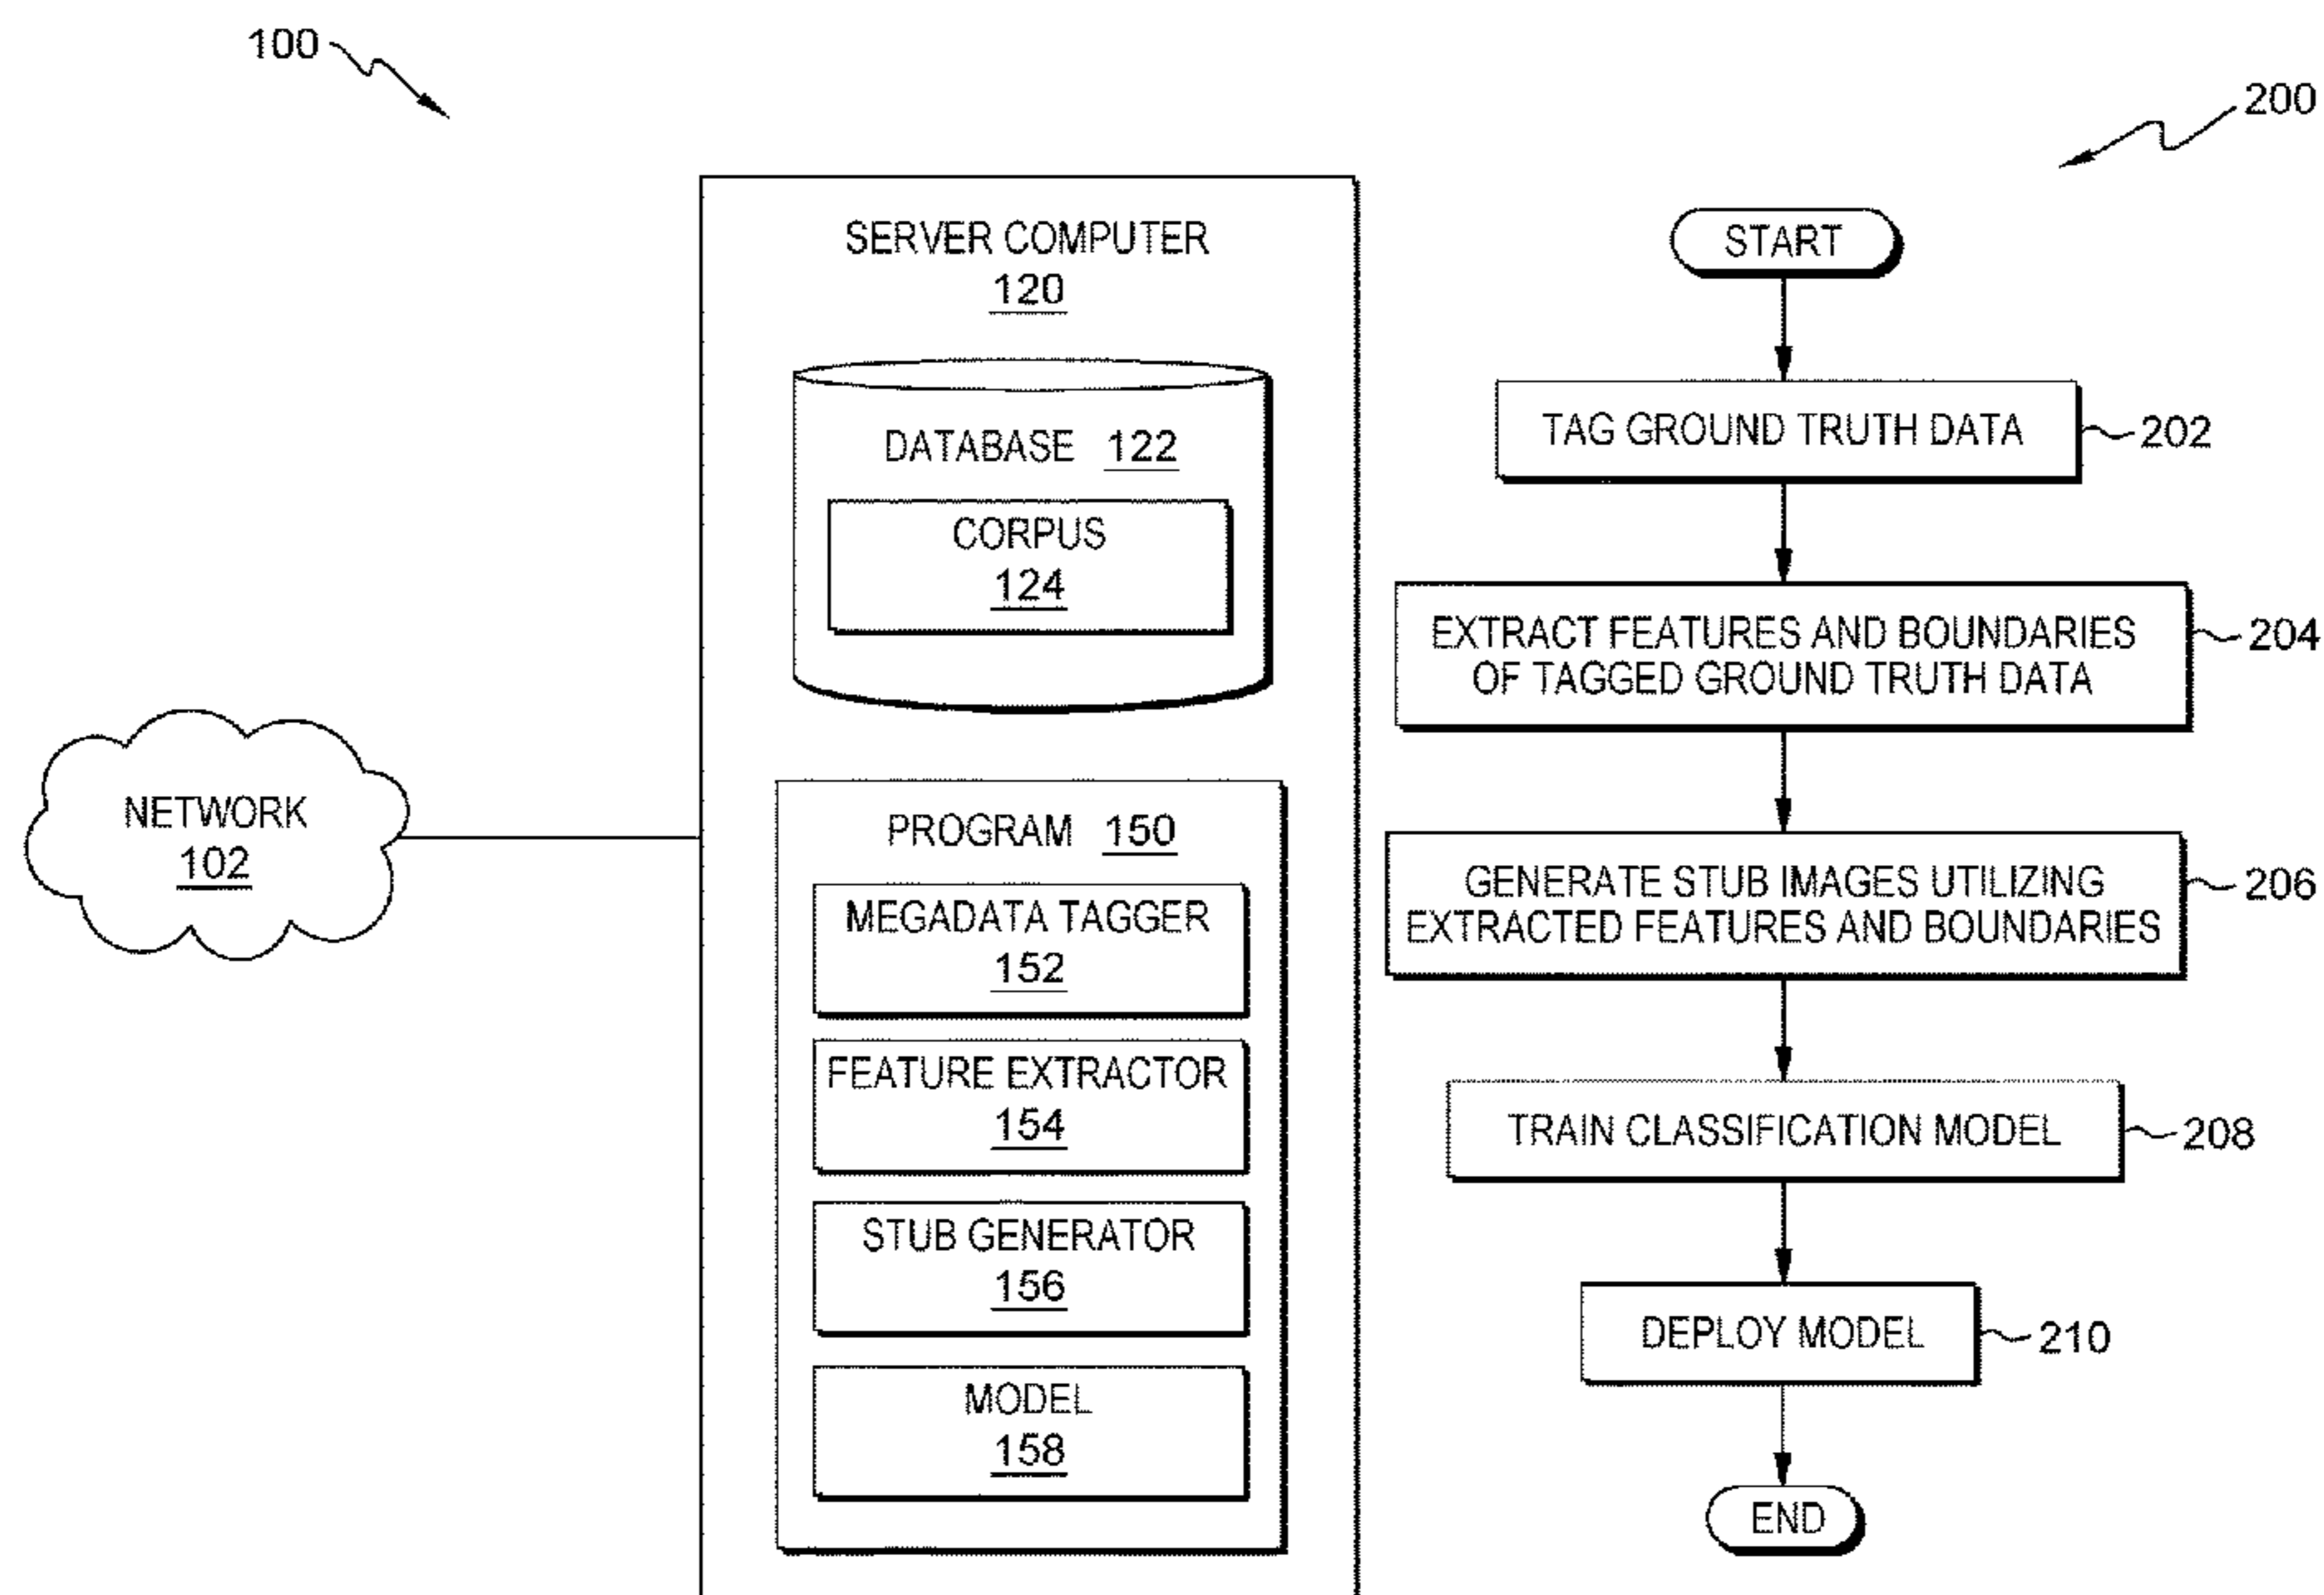 100
SERVER COMPUTER
120
DATABASE 122
CORPUS
124
NETWORK
102
PROGRAM 150
MEGADATA TAGGER
152
FEATURE EXTRACTOR
154
STUB GENERATOR
156
MODEL
158
200
START
TAG GROUND TRUTH DATA
202
EXTRACT FEATURES AND BOUNDARIES
OF TAGGED GROUND TRUTH DATA
204
GENERATE STUB IMAGES UTILIZING
EXTRACTED FEATURES AND BOUNDARIES
206
TRAIN CLASSIFICATION MODEL
208
DEPLOY MODEL
210
END